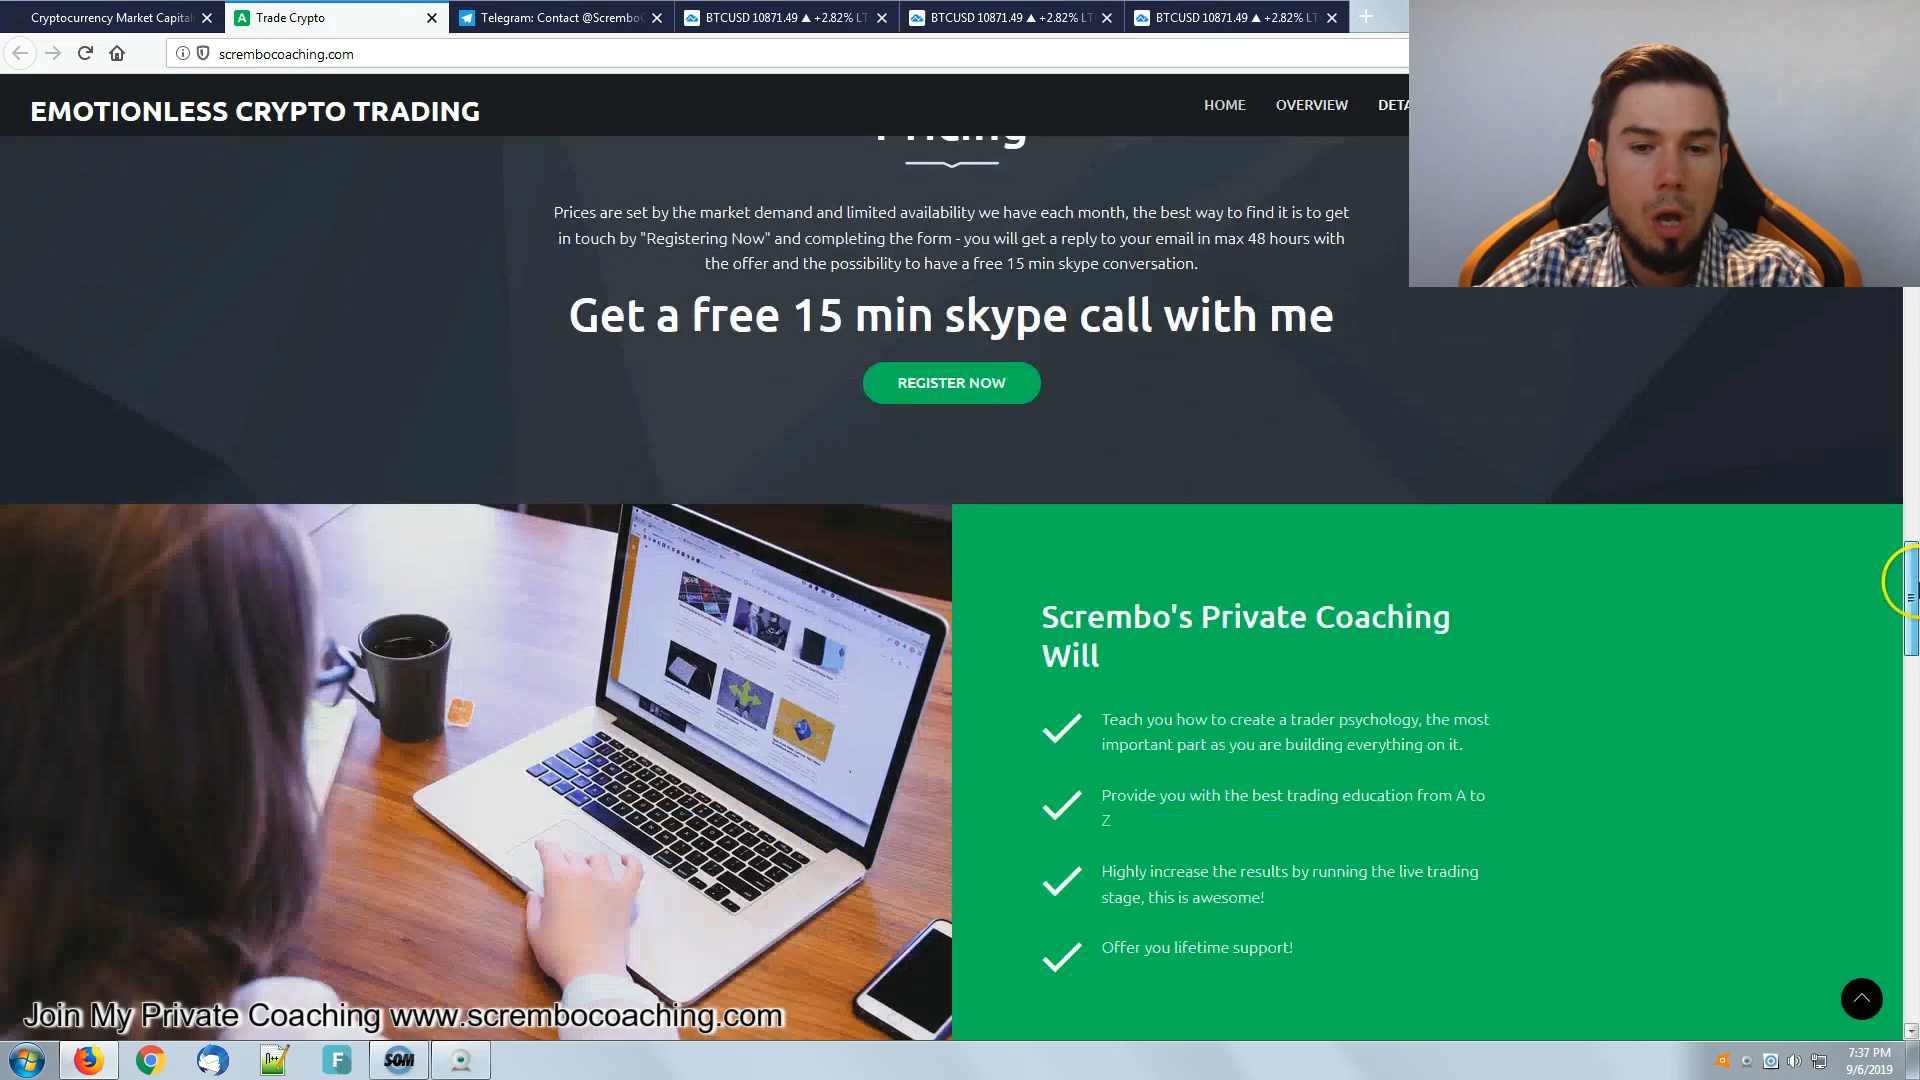 Cryptocurrency Market Capital
Trade Crypto
Telegram: Contact @Scrembo
BTCUSD 10871.49 ▲ +2.82%
BTCUSD 10871.49 ▲ +2.82%
BTCUSD 10871.49 ▲ +2.82%
scrembocoaching.com
EMOTIONLESS CRYPTO TRADING
HOME OVERVIEW DETA
Pricing
Prices are set by the market demand and limited availability we have each month, the best way to find it is to get
in touch by "Registering Now" and completing the form - you will get a reply to your email in max 48 hours with
the offer and the possibility to have a free 15 min skype conversation.
Get a free 15 min skype call with me
REGISTER NOW
Scrembo's Private Coaching
Will
Teach you how to create a trader psychology, the most
important part as you are building everything on it.
Provide you with the best trading education from A to
Z
Highly increase the results by running the live trading
stage, this is awesome!
Offer you lifetime support!
Join My Private Coaching www.scrembocoaching.com
F
SOM
7:37 PM
9/6/2019